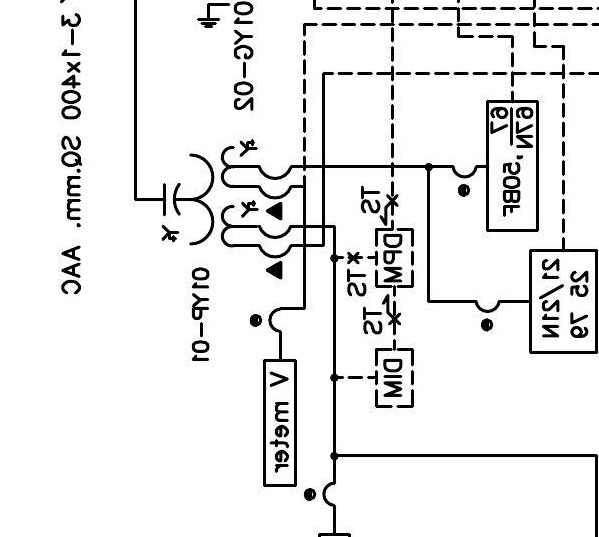 3-1x400 SQ.mm. AAC
01YG-02
01YP-01
67
67N,50BF
21/21N
25 79
TS
DPM
TS
TS
DIM
V meter